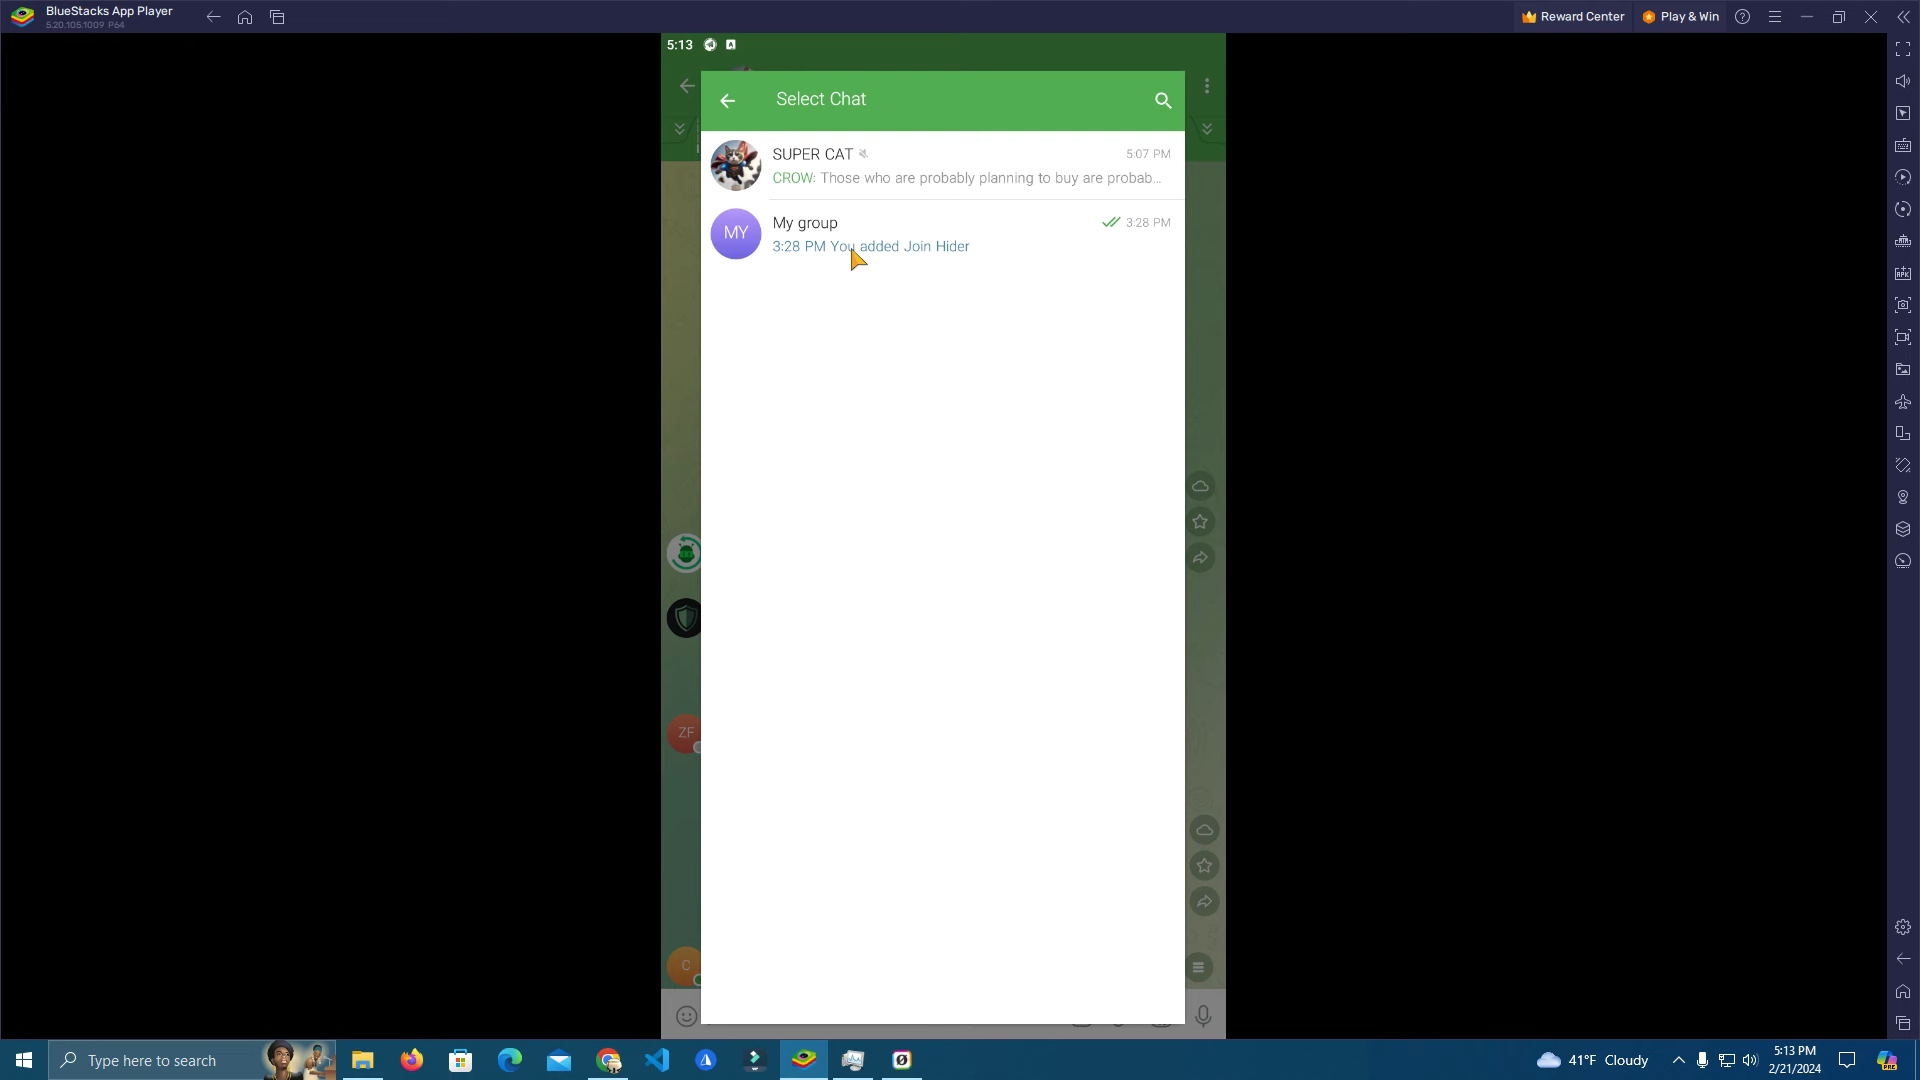 BlueStacks App Player
5.20.105.1009 P64
Reward Center
Play & Win
5:13
Select Chat
SUPER CAT
5:07 PM
CROW: Those who are probably planning to buy are probab...
MY
My group
3:28 PM
3:28 PM You added Join Hider
ZF
C
Type here to search
41°F Cloudy
5:13 PM
2/21/2024